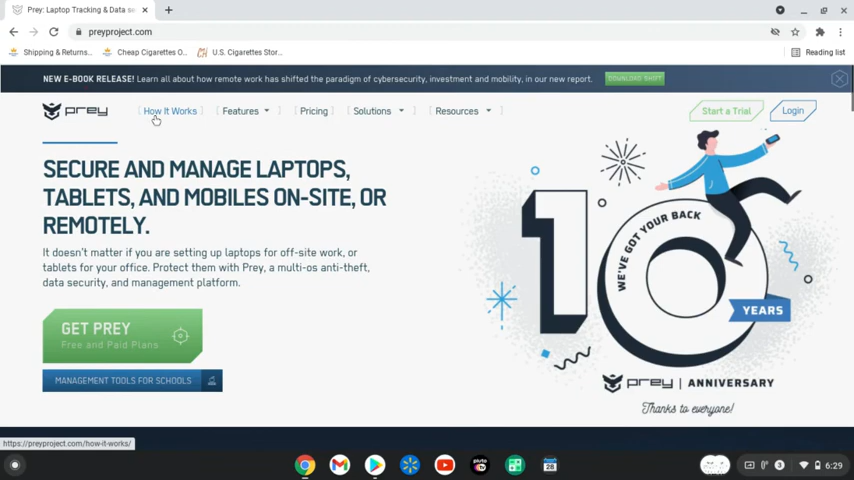 Prey: Laptop Tracking & Data se
preyproject.com
Shipping & Returns...
Cheap Cigarettes O...
U.S. Cigarettes Stor...
Reading list
NEW E-BOOK RELEASE! Learn all about how remote work has shifted the paradigm of cybersecurity, investment and mobility, in our new report.
DOWNLOAD SHIFT
prey
How It Works
Features
Pricing
Solutions
Resources
Start a Trial
Login
SECURE AND MANAGE LAPTOPS,
TABLETS, AND MOBILES ON-SITE, OR
REMOTELY.
It doesn't matter if you are setting up laptops for off-site work, or
tablets for your office. Protect them with Prey, a multi-os anti-theft,
data security, and management platform.
GET PREY
Free and Paid Plans
MANAGEMENT TOOLS FOR SCHOOLS
10
WE'VE GOT YOUR BACK
YEARS
prey | ANNIVERSARY
Thanks to everyone!
https://preyproject.com/how-it-works/
pluto tv
28
3
6:29